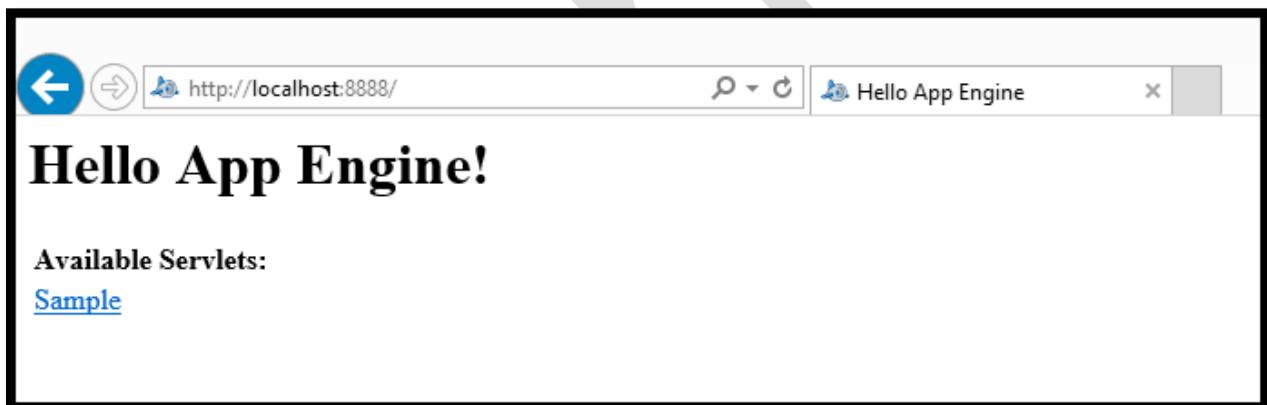 http://localhost:8888/
Hello App Engine
Hello App Engine!
Available Servlets:
Sample